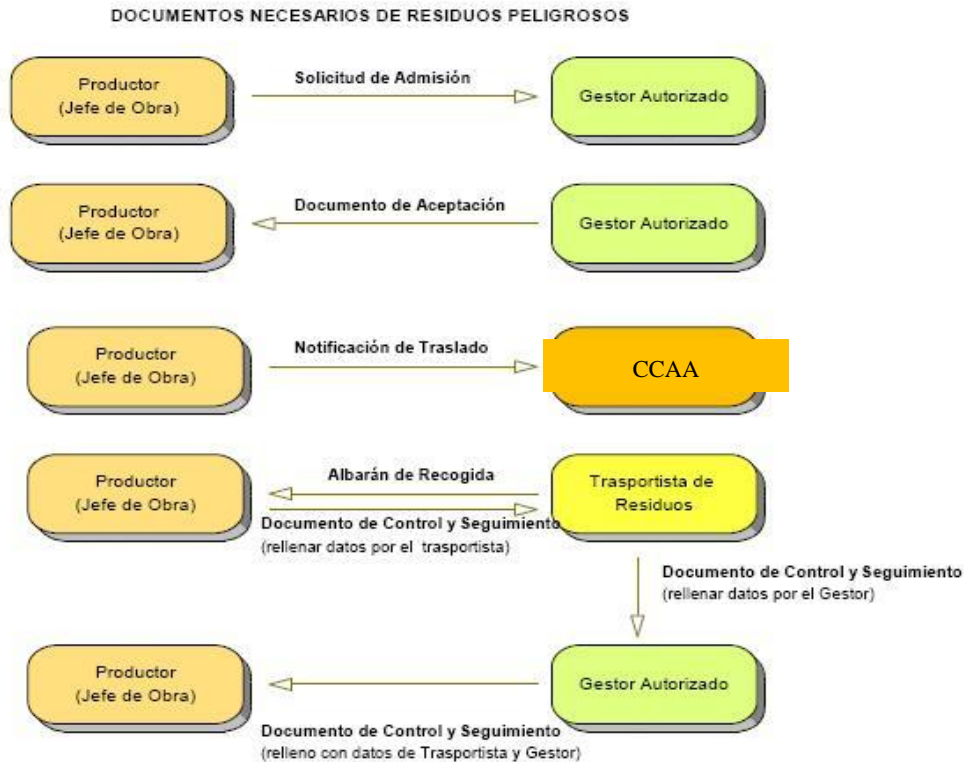 DOCUMENTOS NECESARIOS DE RESIDUOS PELIGROSOS
Productor
(Jefe de Obra)
Solicitud de Admisión
Gestor Autorizado
Productor
(Jefe de Obra)
Documento de Aceptación
Gestor Autorizado
Productor
(Jefe de Obra)
Notificación de Traslado
CCAA
Productor
(Jefe de Obra)
Albarán de Recogida
Documento de Control y Seguimiento
(rellenar datos por el trasportista)
Trasportista de
Residuos
Documento de Control y Seguimiento
(rellenar datos por el Gestor)
Productor
(Jefe de Obra)
Gestor Autorizado
Documento de Control y Seguimiento
(relleno con datos de Trasportista y Gestor)